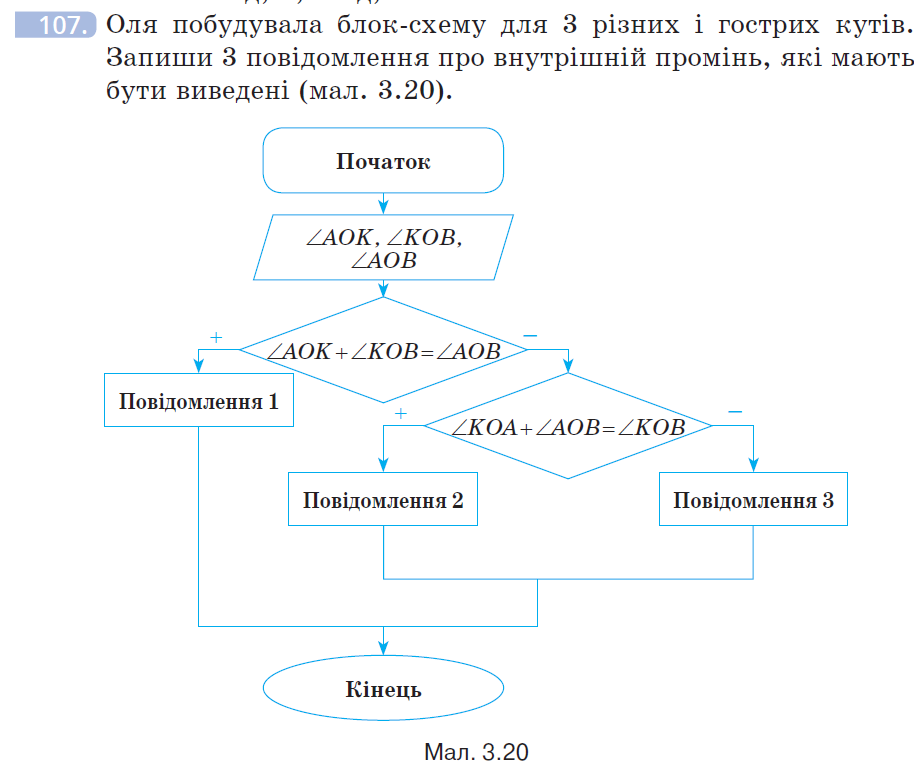 107. Оля побудувала блок-схему для 3 різних і гострих кутів.
Запиши 3 повідомлення про внутрішній промінь, які мають
бути виведені (мал. 3.20).
Початок
∠AOK, ∠KOB,
∠AOB
+
−
∠AOK+∠KOB=∠AOB
Повідомлення 1
+
−
∠KOA+∠AOB=∠KOB
Повідомлення 2
Повідомлення 3
Кінець
Мал. 3.20